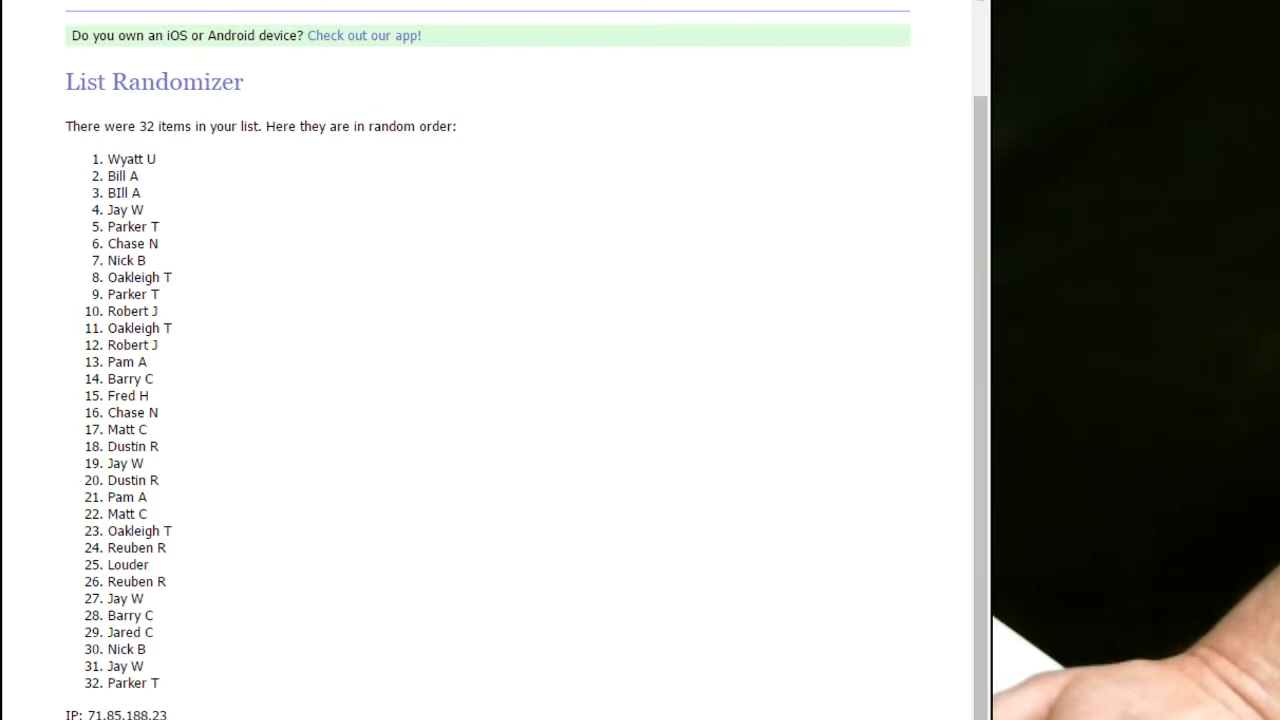 Do you own an iOS or Android device? Check out our app!
List Randomizer
There were 32 items in your list. Here they are in random order:
1. Wyatt U
2. Bill A
3. BIll A
4. Jay W
5. Parker T
6. Chase N
7. Nick B
8. Oakleigh T
9. Parker T
10. Robert J
11. Oakleigh T
12. Robert J
13. Pam A
14. Barry C
15. Fred H
16. Chase N
17. Matt C
18. Dustin R
19. Jay W
20. Dustin R
21. Pam A
22. Matt C
23. Oakleigh T
24. Reuben R
25. Louder
26. Reuben R
27. Jay W
28. Barry C
29. Jared C
30. Nick B
31. Jay W
32. Parker T
IP: 71.85.188.23